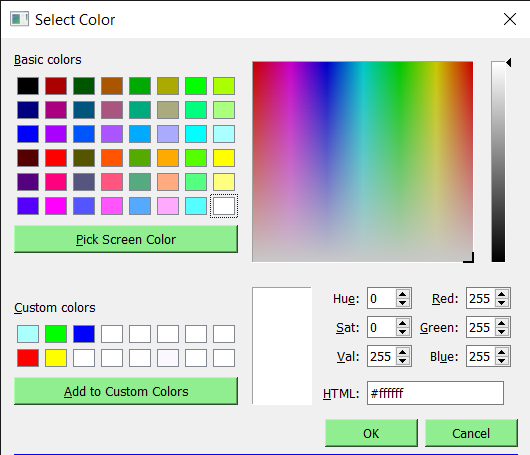 Select Color
Basic colors
Pick Screen Color
Custom colors
Add to Custom Colors
Hue: 0 Red: 255
Sat: 0 Green: 255
Val: 255 Blue: 255
HTML: #ffffff
OK Cancel